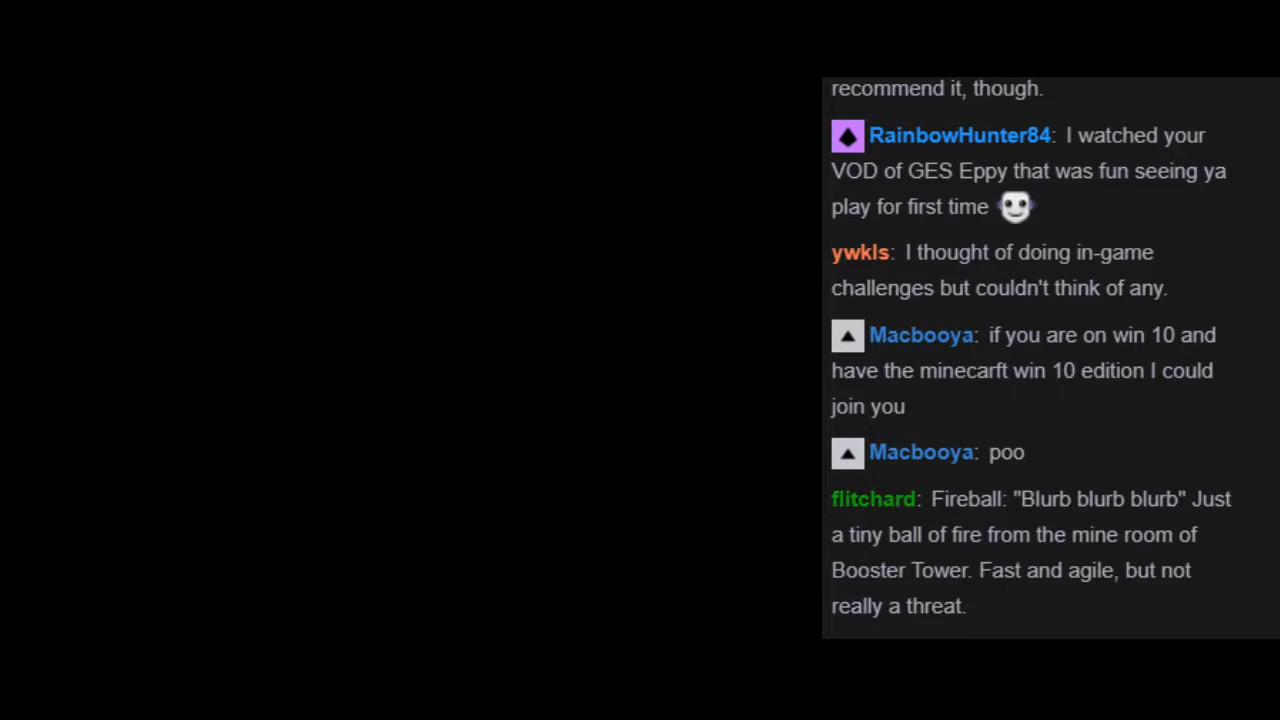 recommend it, though.
RainbowHunter84: I watched your
VOD of GES Eppy that was fun seeing ya
play for first time
ywkls: I thought of doing in-game
challenges but couldn't think of any.
Macbooya: if you are on win 10 and
have the minecarft win 10 edition I could
join you
Macbooya: poo
flitchard: Fireball: "Blurb blurb blurb" Just
a tiny ball of fire from the mine room of
Booster Tower. Fast and agile, but not
really a threat.